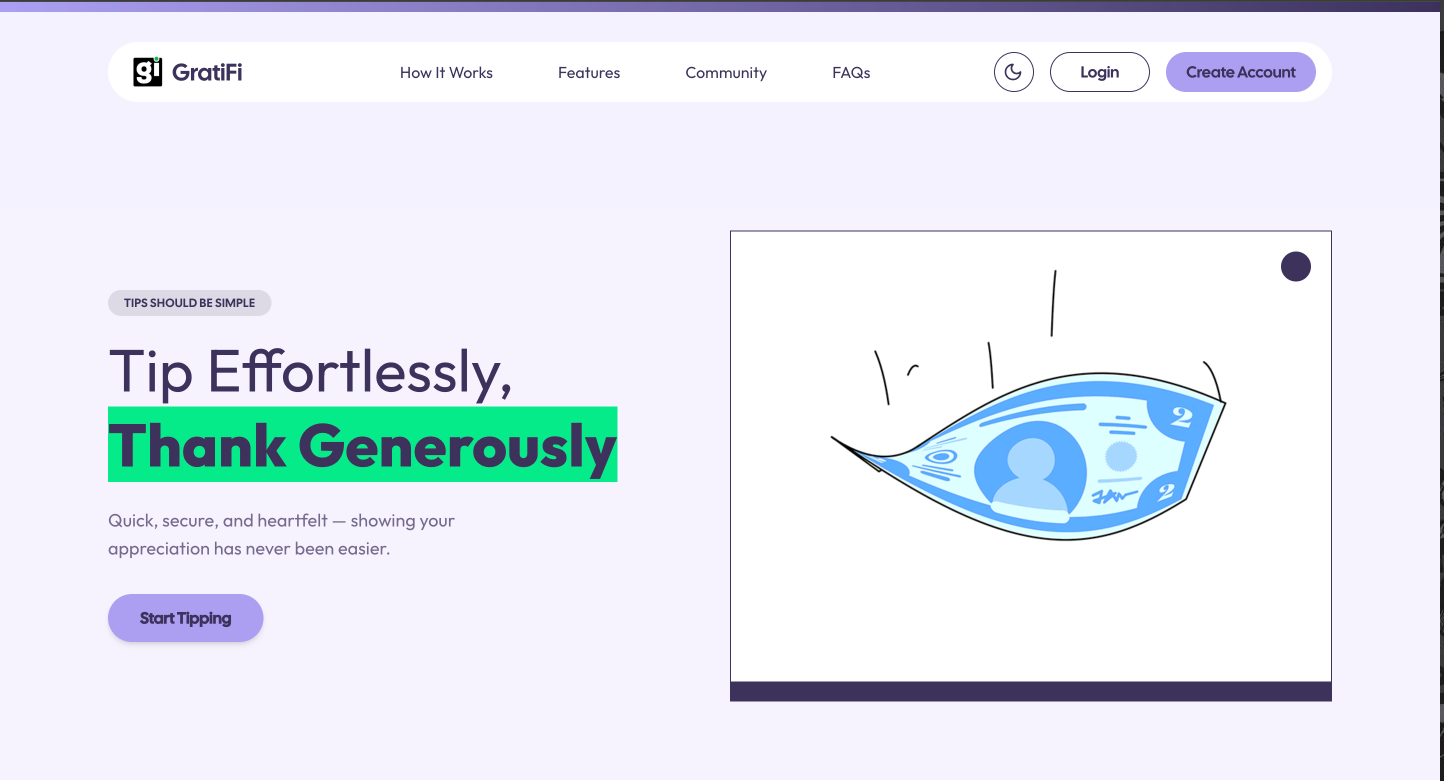 gi GratiFi How It Works Features Community FAQs Login Create Account
TIPS SHOULD BE SIMPLE
Tip Effortlessly,
Thank Generously
Quick, secure, and heartfelt — showing your
appreciation has never been easier.
Start Tipping
2
2